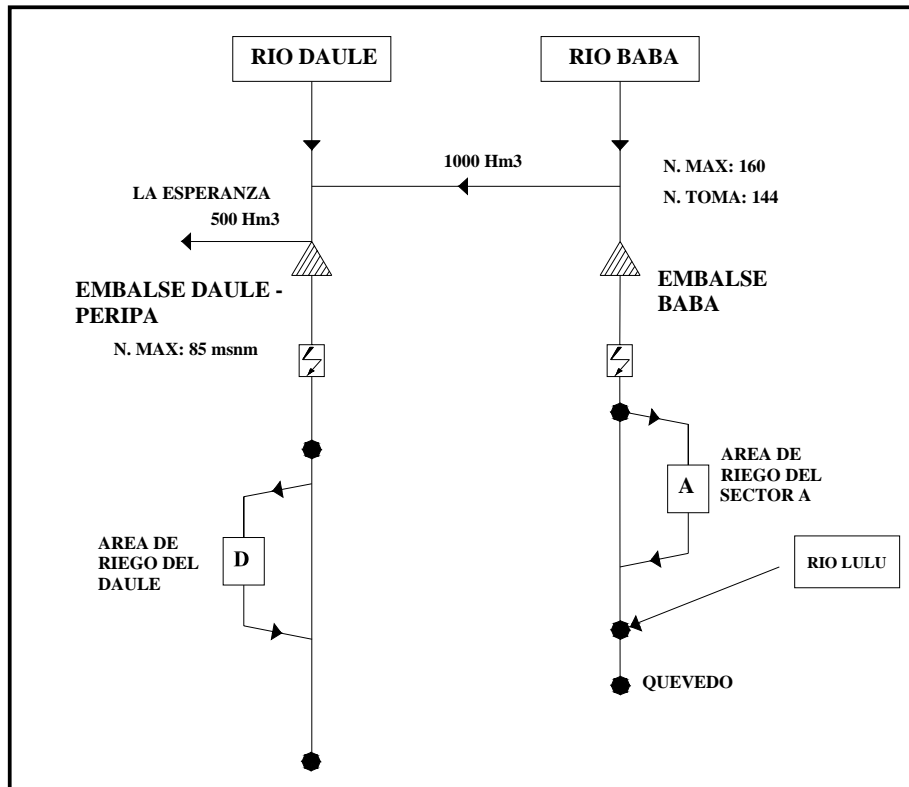 RIO DAULE
RIO BABA
1000 Hm3
N. MAX: 160
N. TOMA: 144
LA ESPERANZA
500 Hm3
EMBALSE DAULE -
PERIPA
EMBALSE
BABA
N. MAX: 85 msnm
AREA DE
RIEGO DEL
SECTOR A
A
AREA DE
RIEGO DEL
DAULE
D
RIO LULU
QUEVEDO